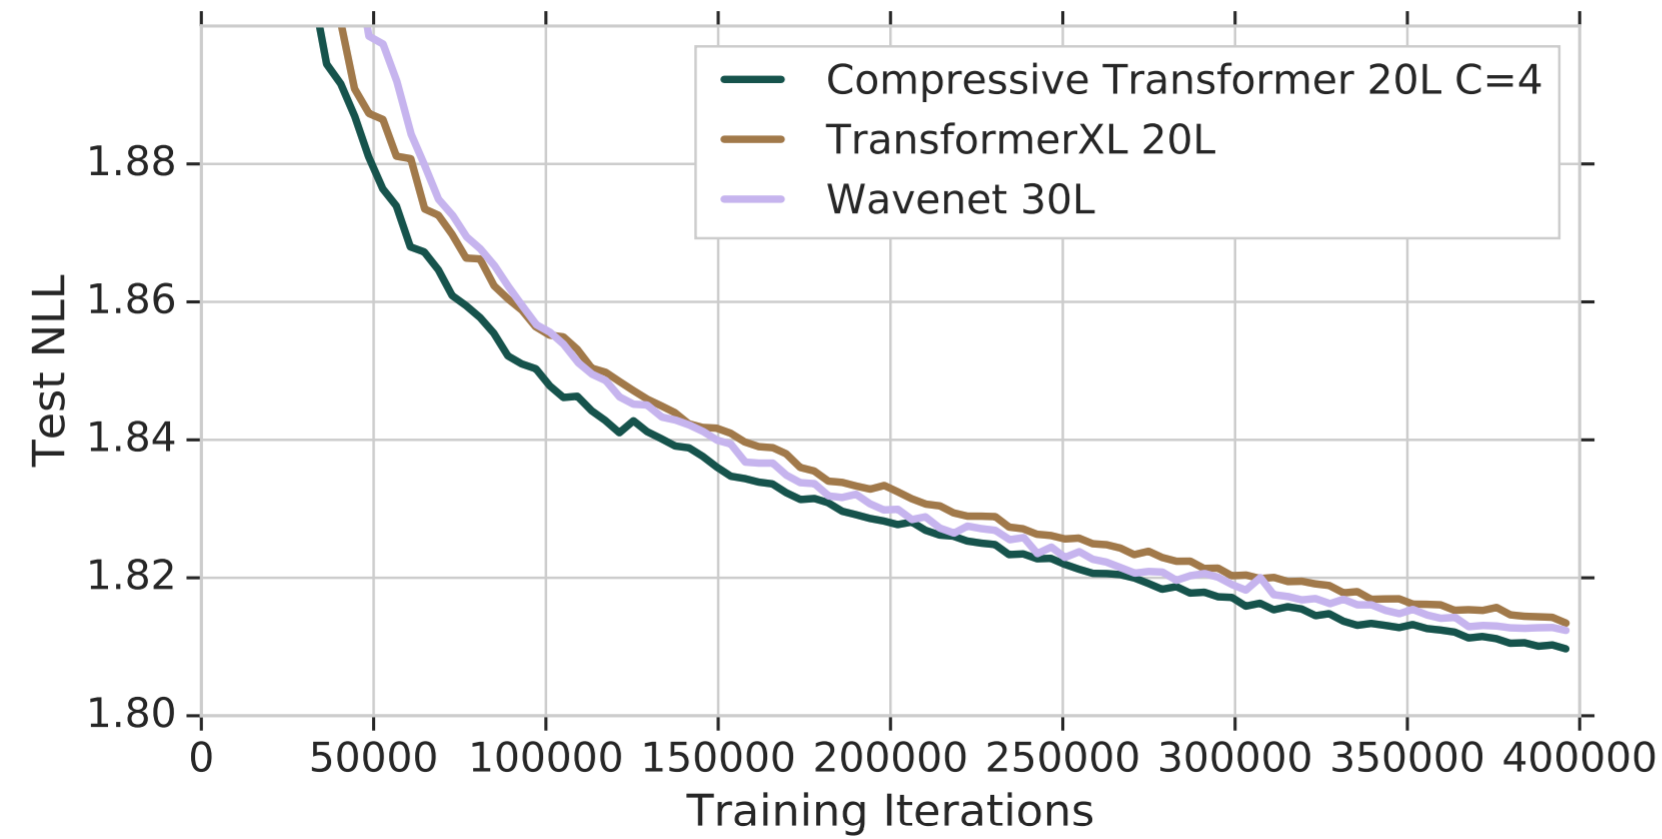 Compressive Transformer 20L C=4
TransformerXL 20L
Wavenet 30L
Test NLL
1.88
1.86
1.84
1.82
1.80
0 50000 100000 150000 200000 250000 300000 350000 400000
Training Iterations